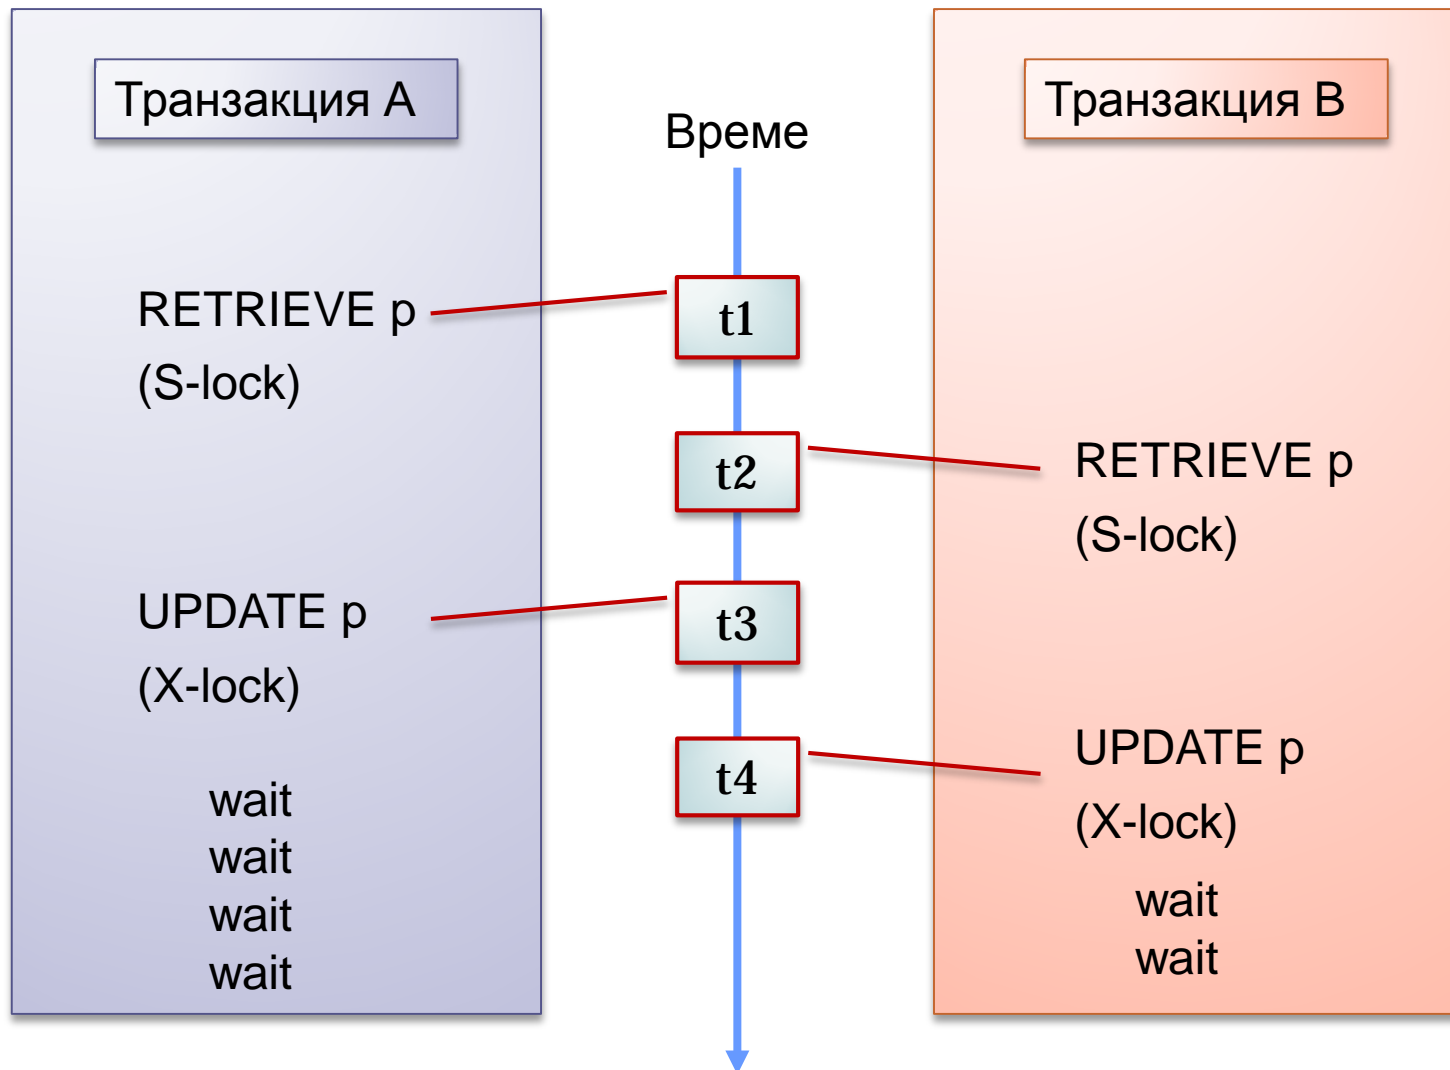 Транзакция A
Време
Транзакция B
RETRIEVE p
(S-lock)
t1
t2
RETRIEVE p
(S-lock)
UPDATE p
(X-lock)
t3
t4
UPDATE p
(X-lock)
wait
wait
wait
wait
wait
wait